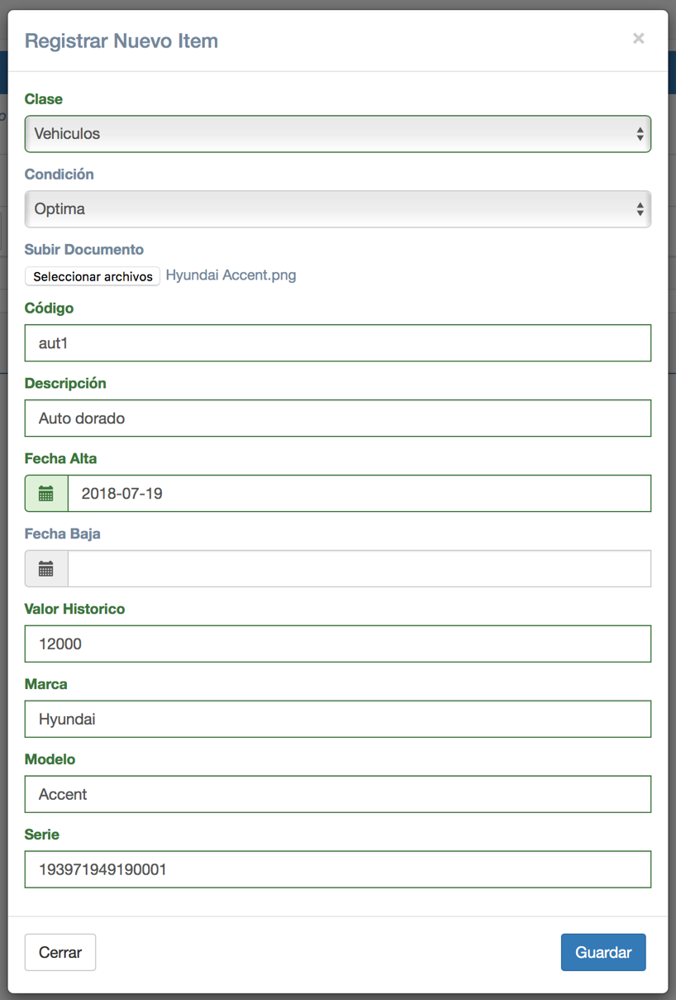 Registrar Nuevo Item
×
Clase
Vehiculos
Condición
Optima
Subir Documento
Seleccionar archivos Hyundai Accent.png
Código
aut1
Descripción
Auto dorado
Fecha Alta
2018-07-19
Fecha Baja
Valor Historico
12000
Marca
Hyundai
Modelo
Accent
Serie
193971949190001
Cerrar
Guardar